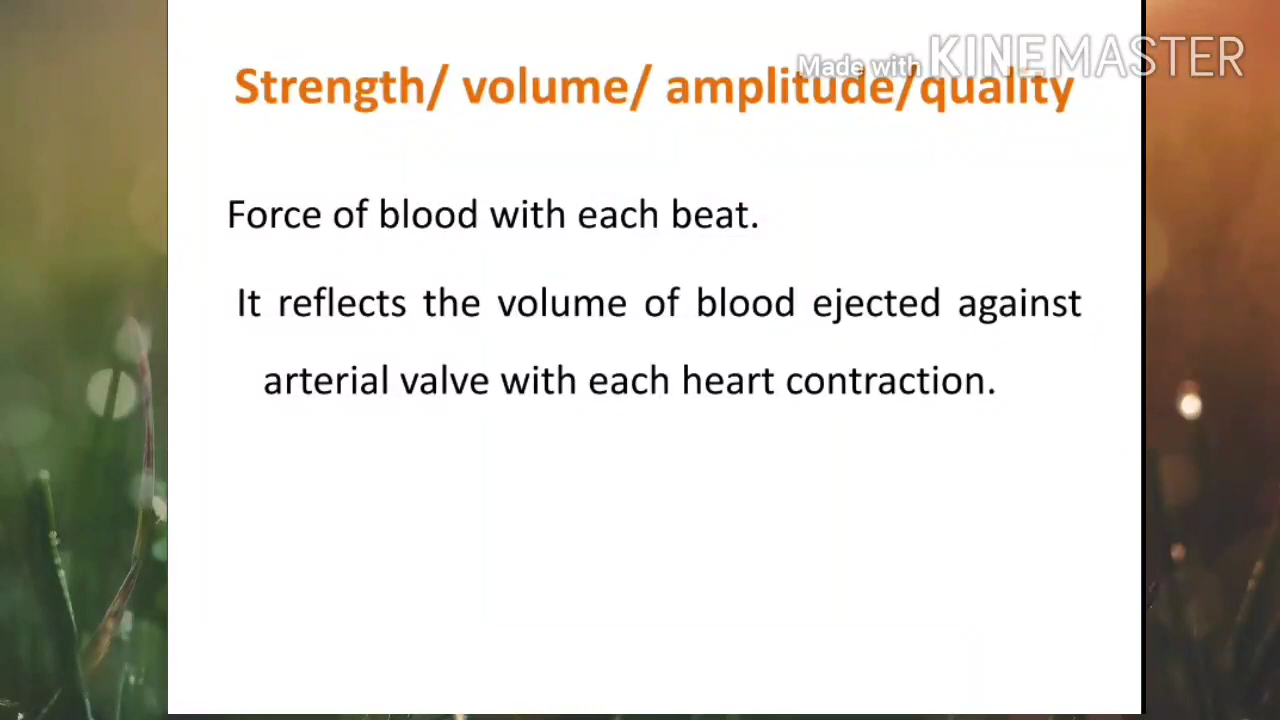 Made with KINEMASTER
Strength/ volume/ amplitude/quality
Force of blood with each beat.
It reflects the volume of blood ejected against
arterial valve with each heart contraction.